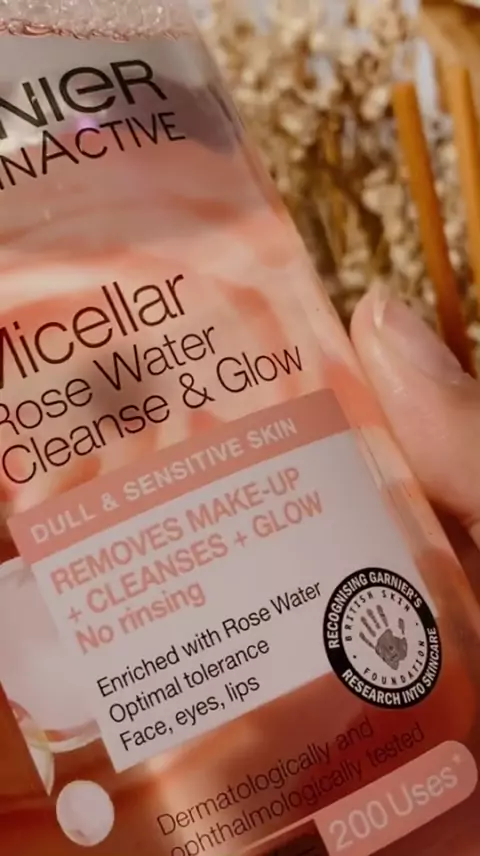 NIER
INACTIVE
Micellar
Rose Water
Cleanse & Glow
DULL & SENSITIVE SKIN
REMOVES MAKE-UP
+ CLEANSES + GLOW
No rinsing
Enriched with Rose Water
Optimal tolerance
Face, eyes, lips
RECOGNISING GARNIER'S
BRITISH SKIN
FOUNDATION
RESEARCH INTO SKINCARE
Dermatologically and
ophthalmologically tested
200 Uses*